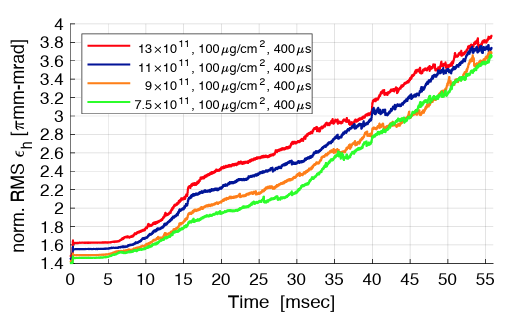 norm. RMS ϵh [πmm-mrad]
4
3.8
3.6
3.4
3.2
3
2.8
2.6
2.4
2.2
2
1.8
1.6
1.4
13×10¹¹, 100μg/cm², 400μs
11×10¹¹, 100μg/cm², 400μs
9×10¹¹, 100μg/cm², 400μs
7.5×10¹¹, 100μg/cm², 400μs
0 5 10 15 20 25 30 35 40 45 50 55
Time [msec]